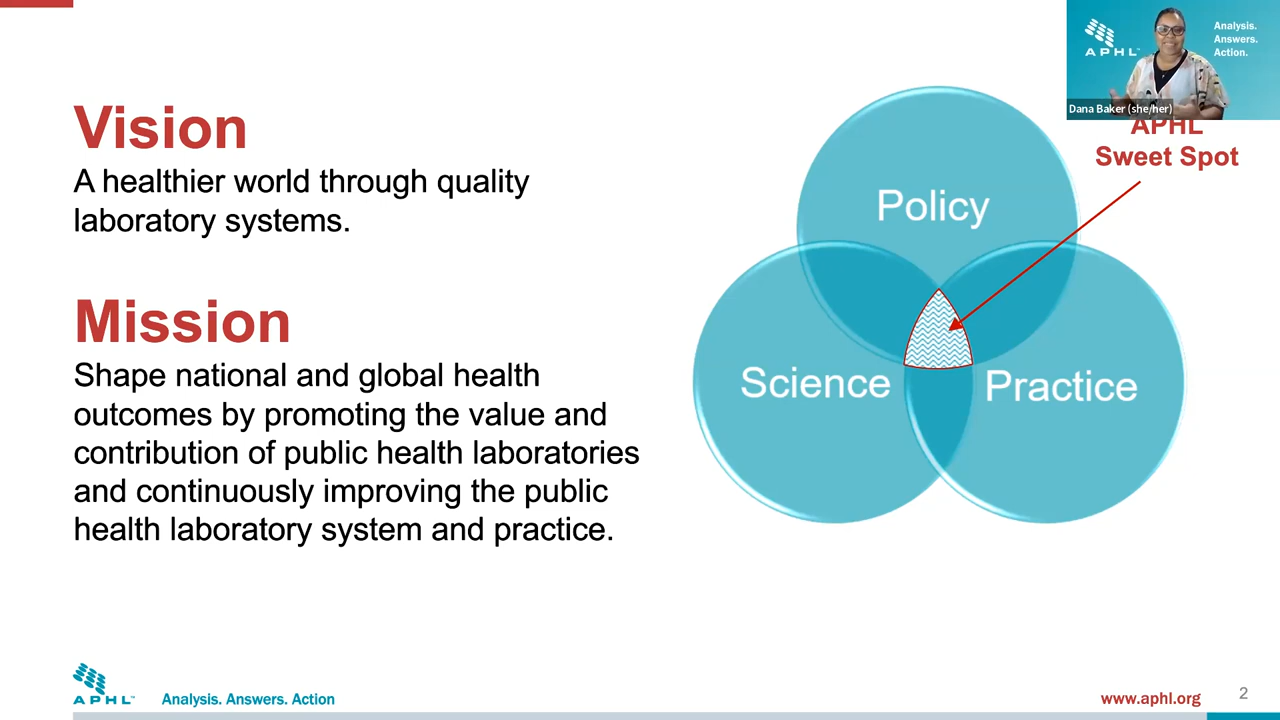 Vision
A healthier world through quality
laboratory systems.
Mission
Shape national and global health
outcomes by promoting the value and
contribution of public health laboratories
and continuously improving the public
health laboratory system and practice.
Policy
Science
Practice
APHL
Sweet Spot
APHL™
Analysis.
Answers.
Action.
Dana Baker (she/her)
APHL™
Analysis. Answers. Action
www.aphl.org
2